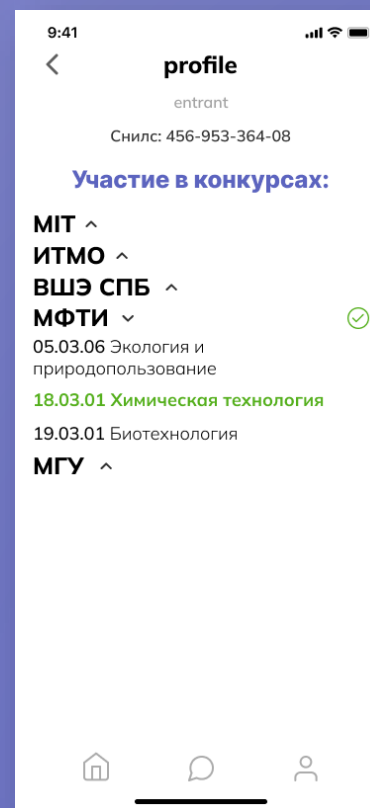 9:41
profile
entrant
Снилс: 456-953-364-08
Участие в конкурсах:
MIT
ИТМО
ВШЭ СПБ
МФТИ
05.03.06 Экология и
природопользование
18.03.01 Химическая технология
19.03.01 Биотехнология
МГУ